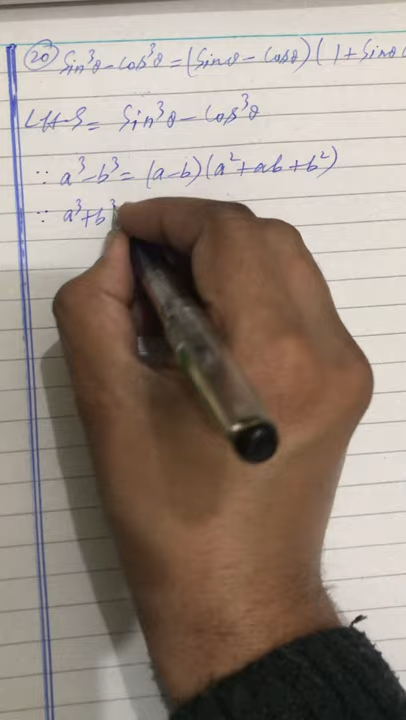 20) Sin³θ - Cos³θ = (Sinθ - Cosθ) ( 1 + Sinθ
LHS = Sin³θ - Cos³θ
∵ a³ - b³ = (a - b) (a² + ab + b²)
∵ a³ + b³